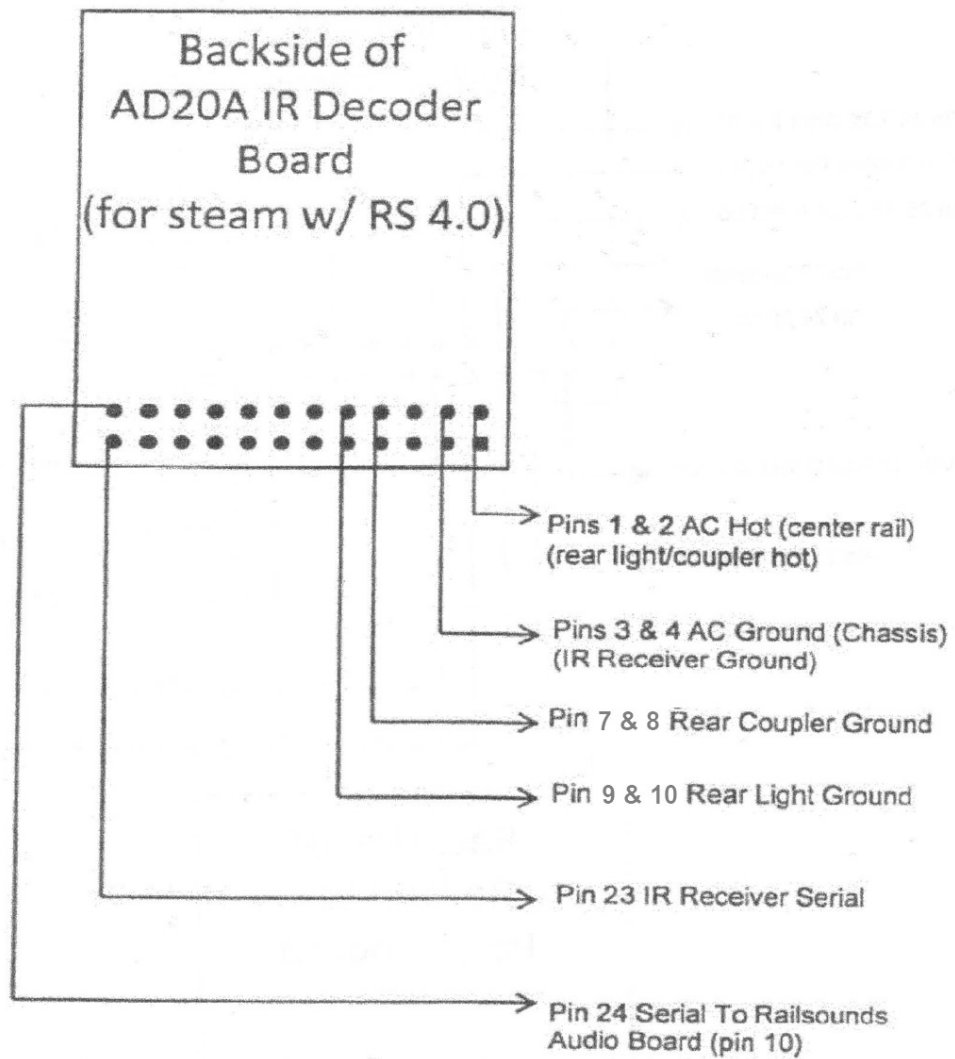 Backside of
AD20A IR Decoder
Board
(for steam w/ RS 4.0)
Pins 1 & 2 AC Hot (center rail)
(rear light/coupler hot)
Pins 3 & 4 AC Ground (Chassis)
(IR Receiver Ground)
Pin 7 & 8 Rear Coupler Ground
Pin 9 & 10 Rear Light Ground
Pin 23 IR Receiver Serial
Pin 24 Serial To Railsounds
Audio Board (pin 10)